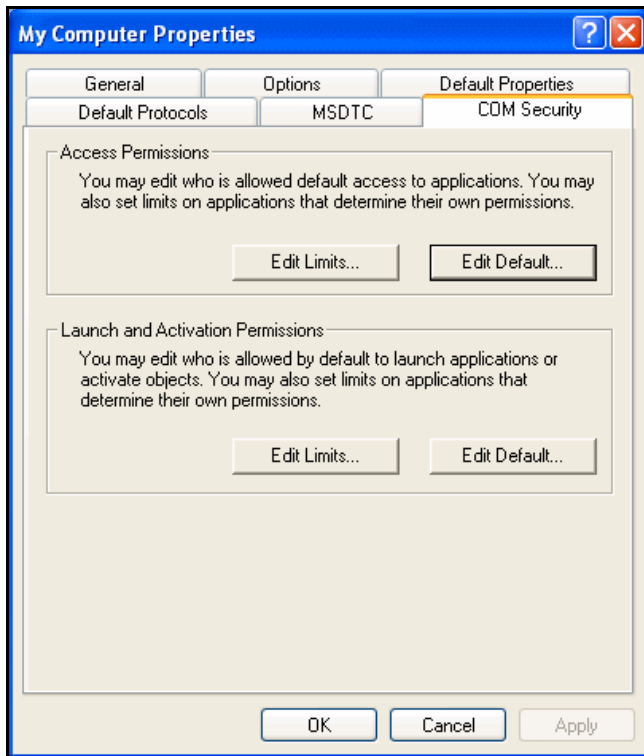 My Computer Properties
General Options Default Properties
Default Protocols MSDTC COM Security
Access Permissions
You may edit who is allowed default access to applications. You may
also set limits on applications that determine their own permissions.
Edit Limits... Edit Default...
Launch and Activation Permissions
You may edit who is allowed by default to launch applications or
activate objects. You may also set limits on applications that
determine their own permissions.
Edit Limits... Edit Default...
OK Cancel Apply